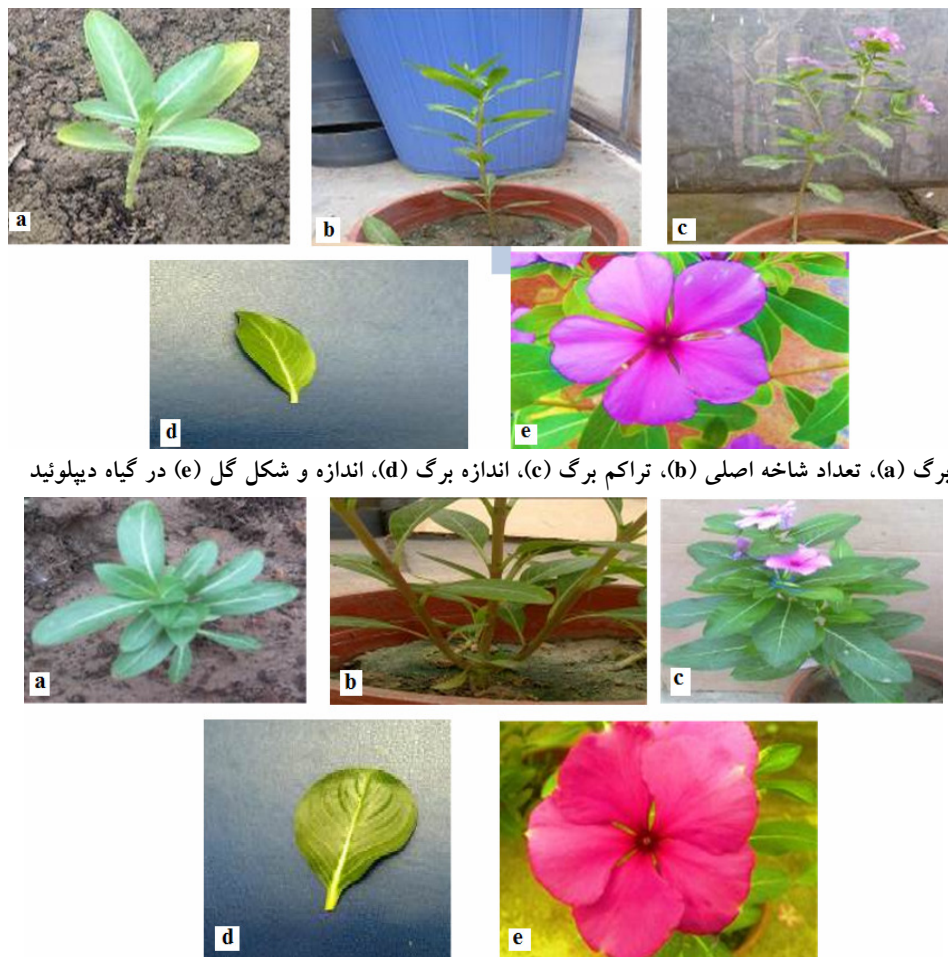 a
b
c
d
e
برگ (a)، تعداد شاخه اصلی (b)، تراکم برگ (c)، اندازه برگ (d)، اندازه و شکل گل (e) در گیاه دیپلوئید
a
b
c
d
e